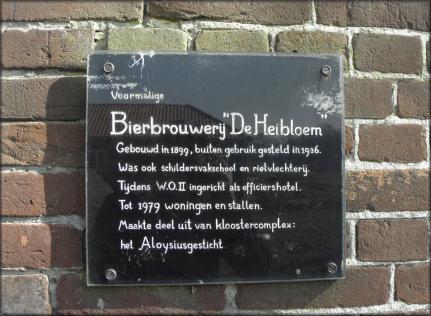 Voormalige
Bierbrouwerij "De Heibloem"
Gebouwd in 1899, buiten gebruik gesteld in 1936.
Was ook schildersvakschool en rietvlechterij.
Tijdens W.O.II ingericht als officiershotel.
Tot 1979 woningen en stallen.
Maakte deel uit van kloostercomplex:
het Aloysiusgesticht